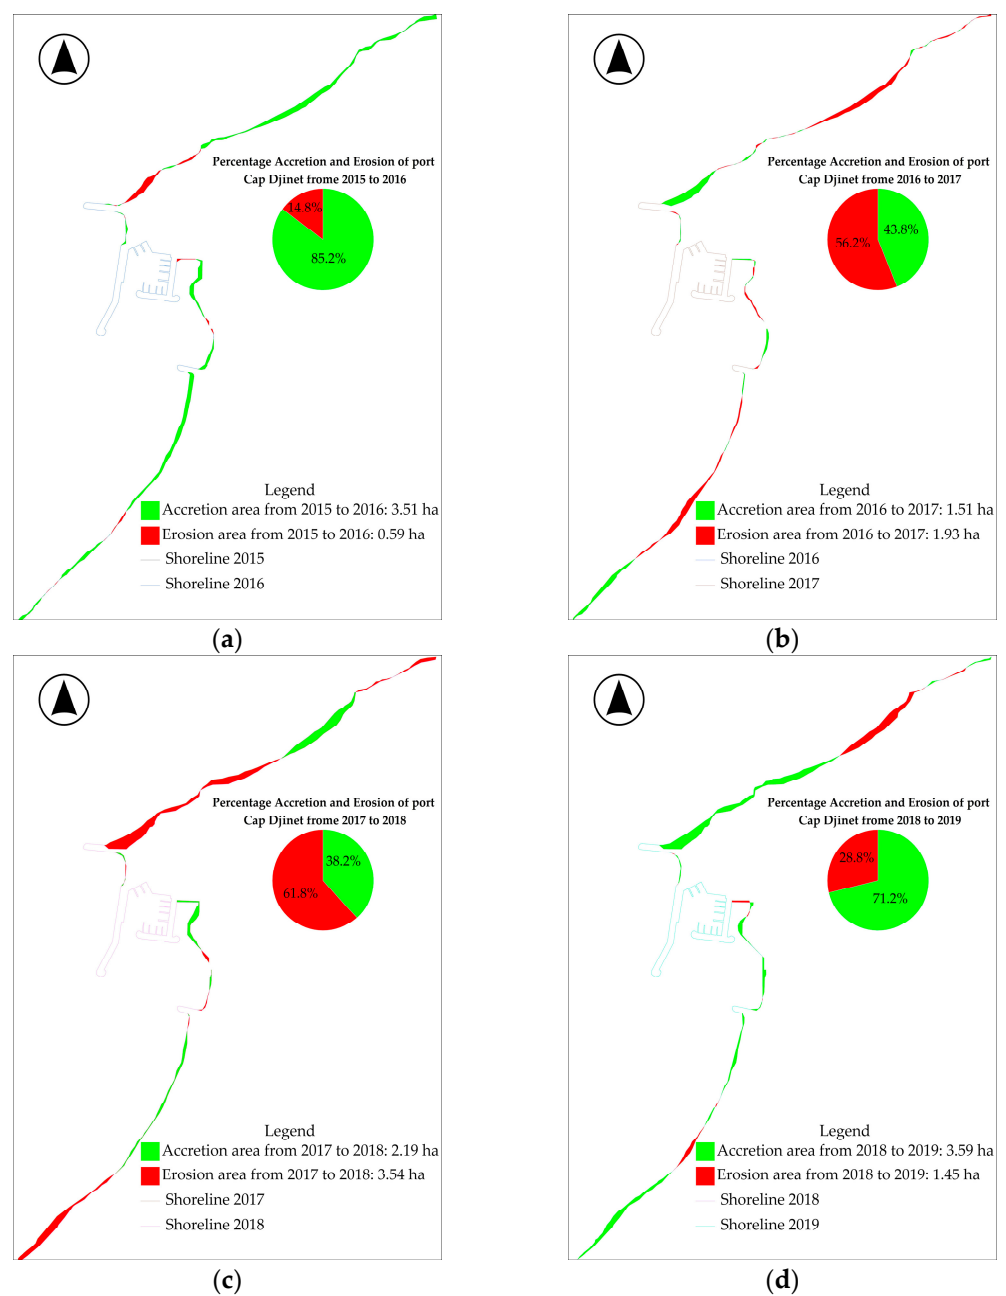 Percentage Accretion and Erosion of port
Cap Djinet frome 2015 to 2016
14.8%
85.2%
Legend
Accretion area from 2015 to 2016: 3.51 ha
Erosion area from 2015 to 2016: 0.59 ha
Shoreline 2015
Shoreline 2016
(a)
Percentage Accretion and Erosion of port
Cap Djinet frome 2016 to 2017
43.8%
56.2%
Legend
Accretion area from 2016 to 2017: 1.51 ha
Erosion area from 2016 to 2017: 1.93 ha
Shoreline 2016
Shoreline 2017
(b)
Percentage Accretion and Erosion of port
Cap Djinet frome 2017 to 2018
38.2%
61.8%
Legend
Accretion area from 2017 to 2018: 2.19 ha
Erosion area from 2017 to 2018: 3.54 ha
Shoreline 2017
Shoreline 2018
(c)
Percentage Accretion and Erosion of port
Cap Djinet frome 2018 to 2019
28.8%
71.2%
Legend
Accretion area from 2018 to 2019: 3.59 ha
Erosion area from 2018 to 2019: 1.45 ha
Shoreline 2018
Shoreline 2019
(d)